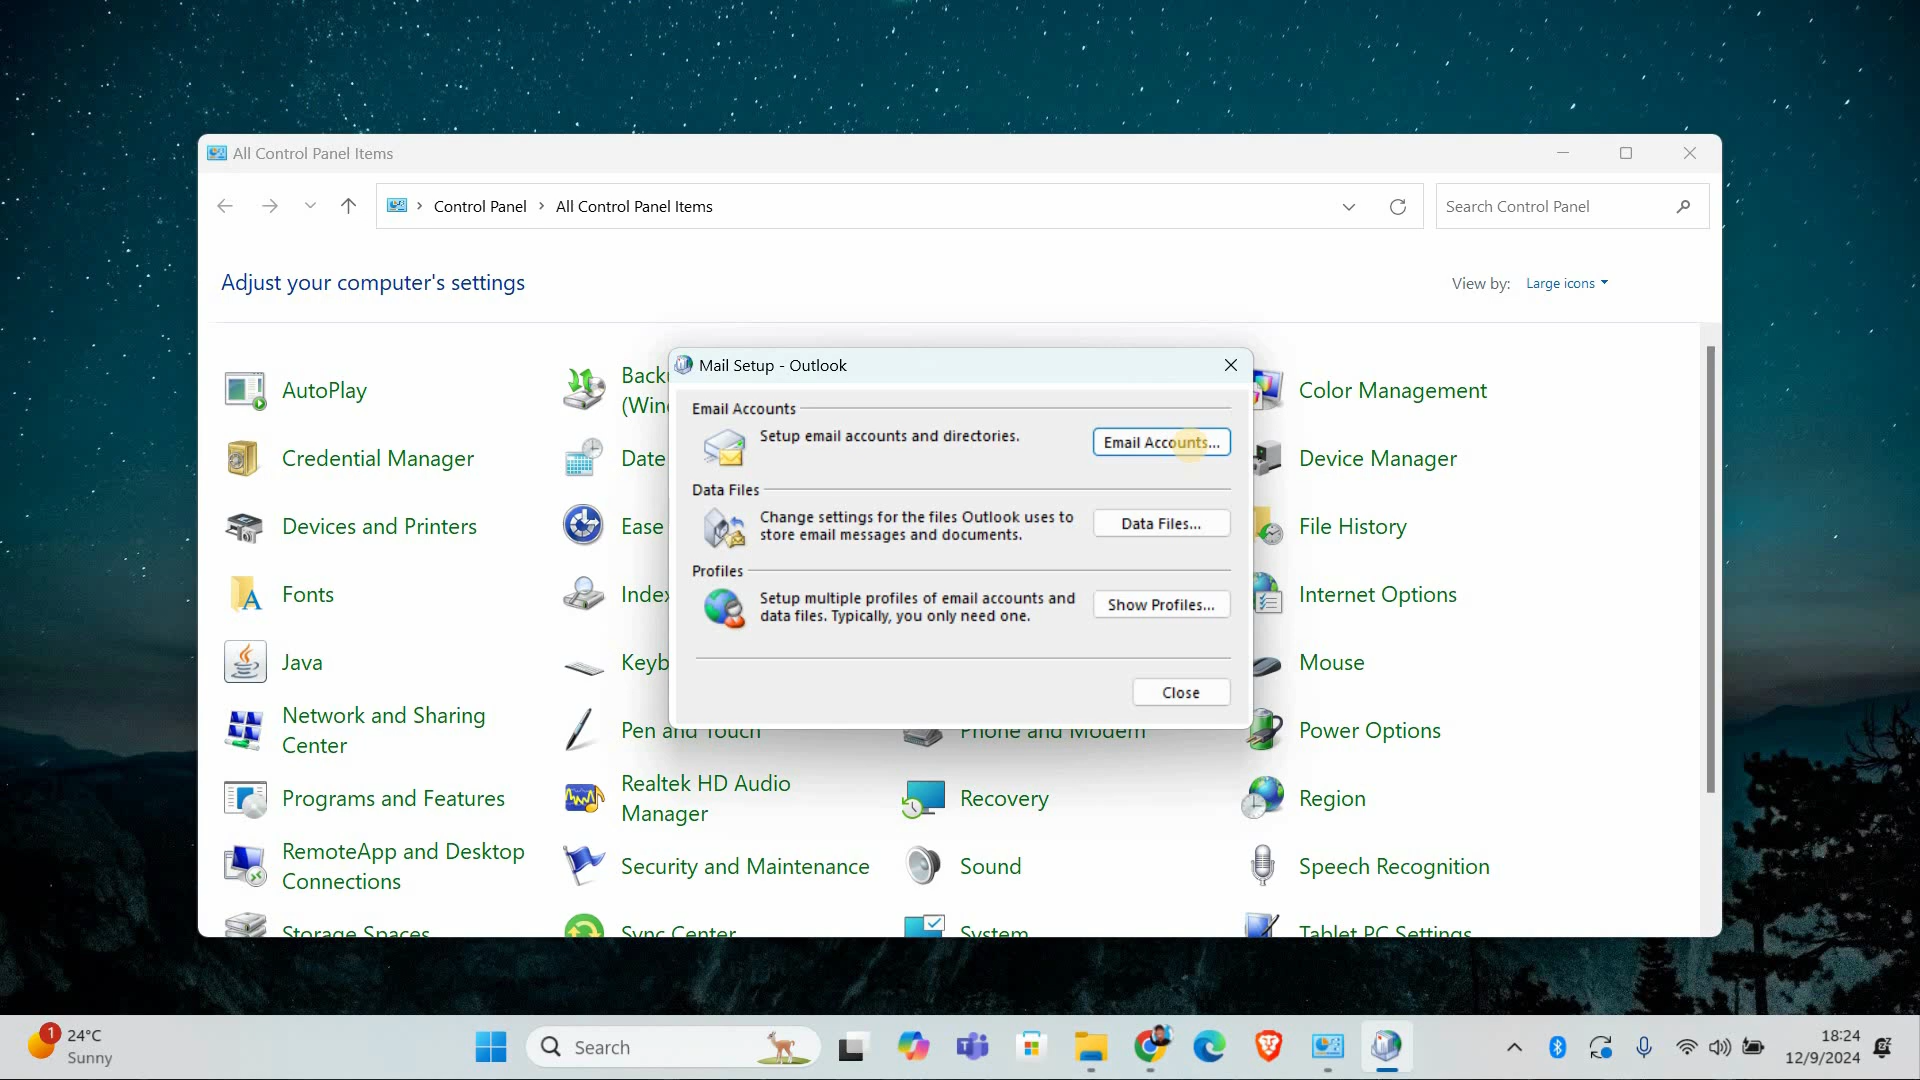 All Control Panel Items
Control Panel
All Control Panel Items
Search Control Panel
Adjust your computer's settings
View by:
Large icons
AutoPlay
Color Management
Credential Manager
Date
Device Manager
Devices and Printers
Ease
File History
Fonts
Internet Options
Java
Mouse
Network and Sharing
Center
Pen and Touch
Phone and Modem
Power Options
Programs and Features
Realtek HD Audio
Manager
Recovery
Region
RemoteApp and Desktop
Connections
Security and Maintenance
Sound
Speech Recognition
Storage Spaces
Sync Center
System
Tablet PC Settings
Mail Setup - Outlook
Email Accounts
Setup email accounts and directories.
Email Accounts...
Data Files
Change settings for the files Outlook uses to
store email messages and documents.
Data Files...
Profiles
Setup multiple profiles of email accounts and
data files. Typically, you only need one.
Show Profiles...
Close
1
24°C
Sunny
Search
18:24
12/9/2024